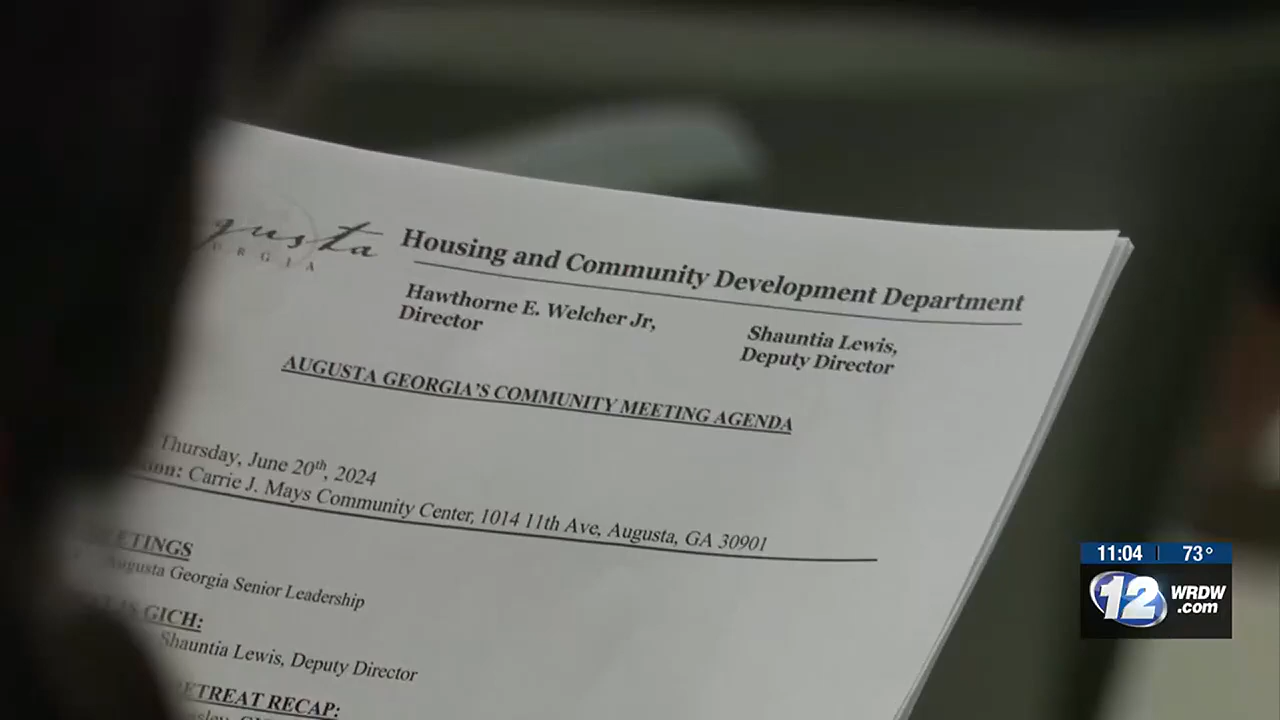 Housing and Community Development Department
Hawthorne E. Welcher Jr,
Director
Shauntia Lewis,
Deputy Director
AUGUSTA GEORGIA'S COMMUNITY MEETING AGENDA
Thursday, June 20th, 2024
Carrie J. Mays Community Center, 1014 11th Ave, Augusta, GA 30901
Augusta Georgia Senior Leadership
GICH:
Shauntia Lewis, Deputy Director
RECAP:
11:04 73°
12 WRDW
.com